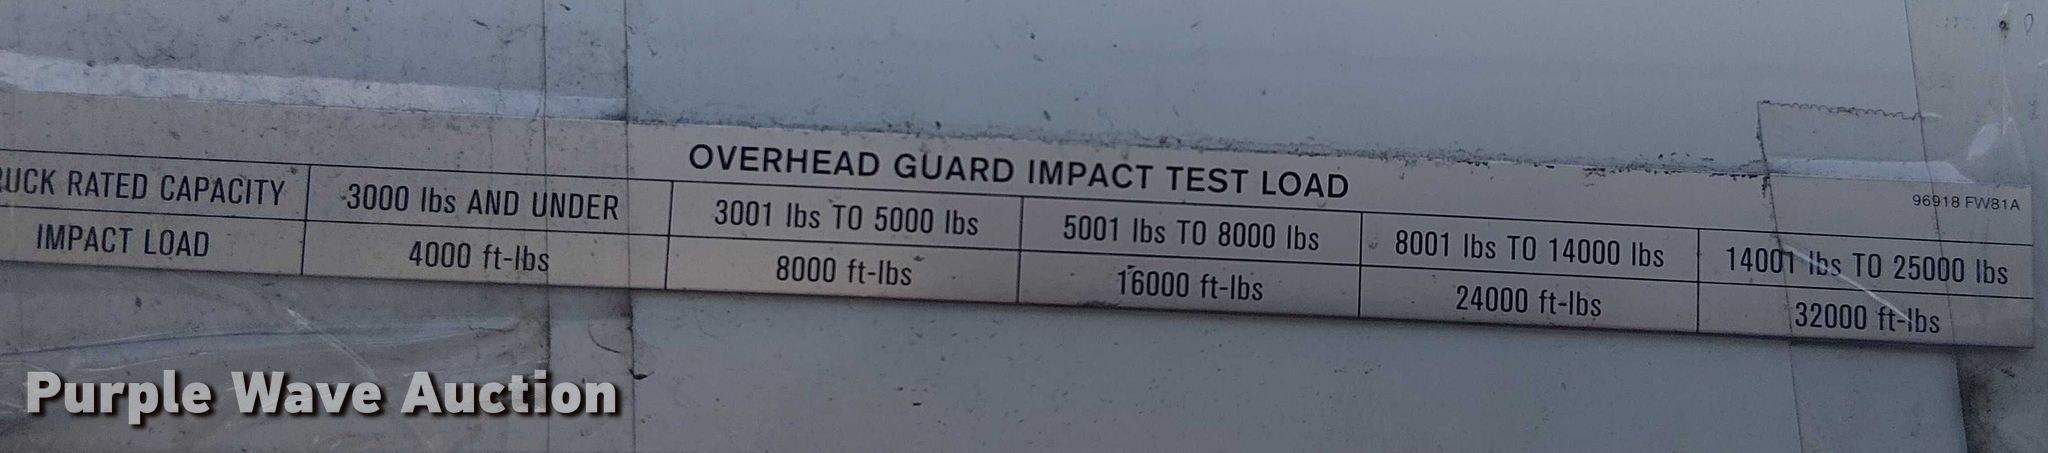 OVERHEAD GUARD IMPACT TEST LOAD
96918 FW81A
RUCK RATED CAPACITY 3000 lbs AND UNDER 3001 lbs TO 5000 lbs 5001 lbs TO 8000 lbs 8001 lbs TO 14000 lbs 14001 lbs TO 25000 lbs
IMPACT LOAD 4000 ft-lbs 8000 ft-lbs 16000 ft-lbs 24000 ft-lbs 32000 ft-lbs
Purple Wave Auction